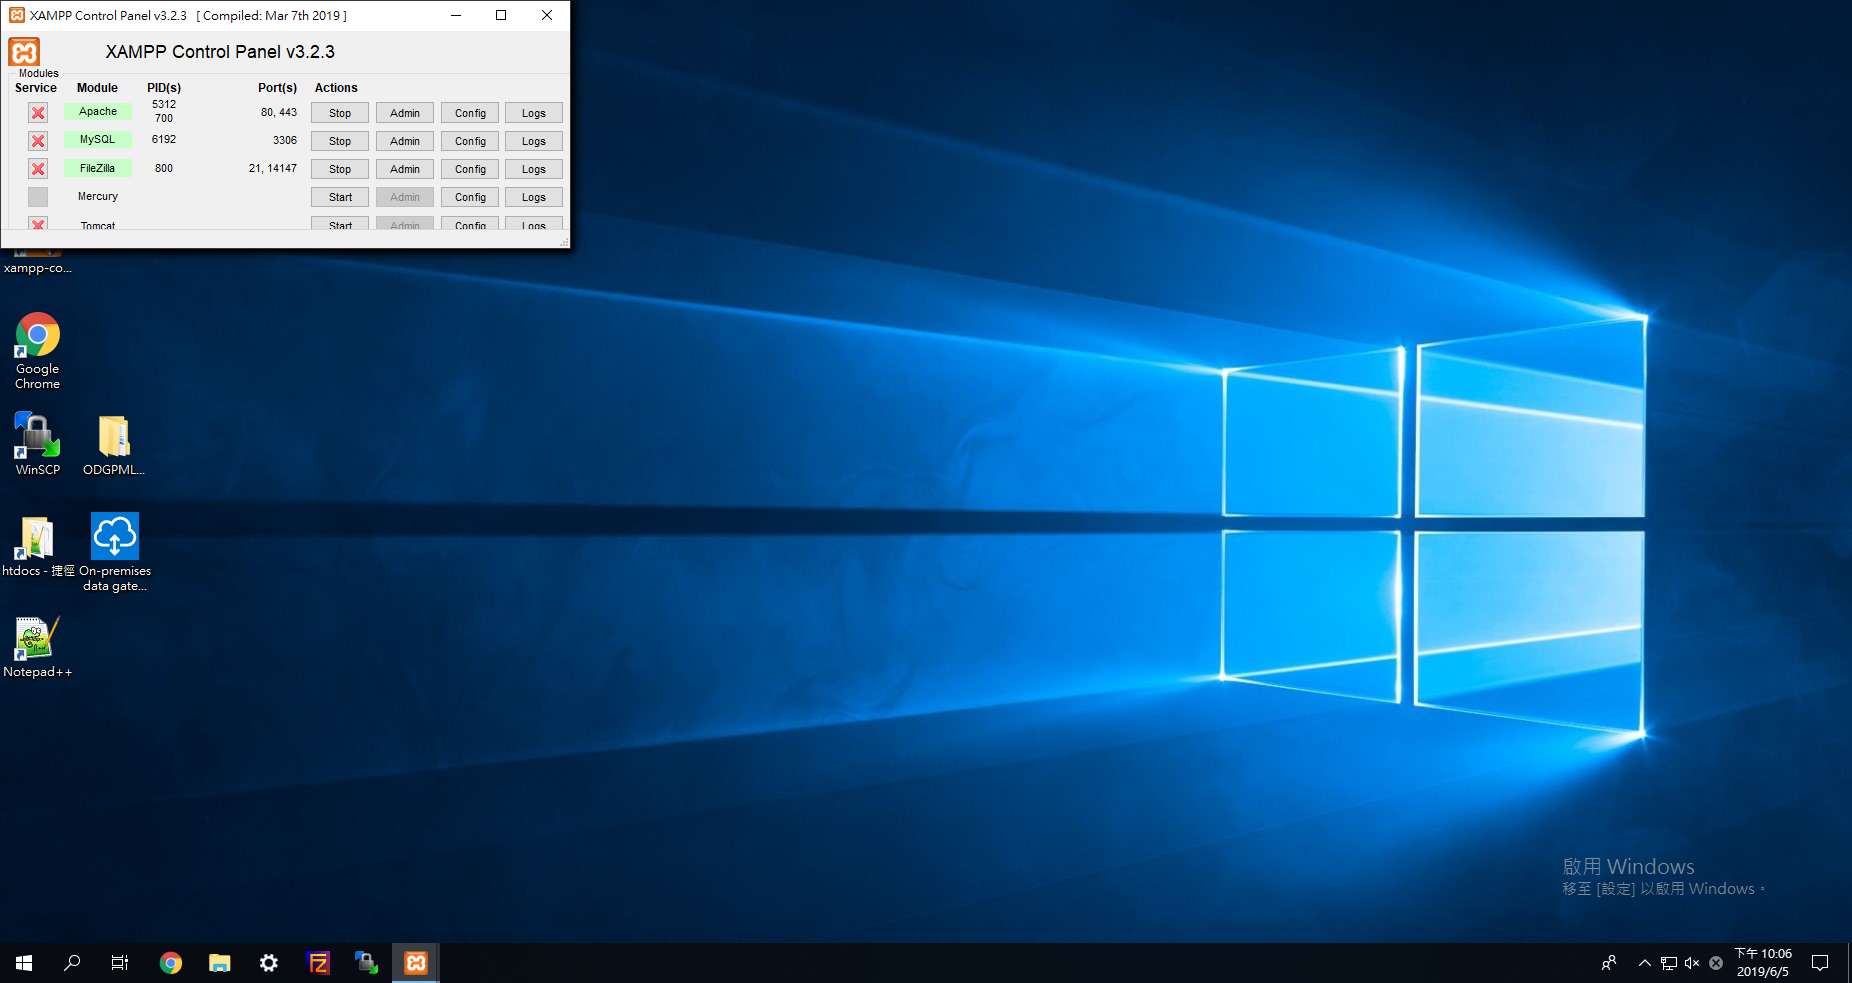 XAMPP Control Panel v3.2.3 [ Compiled: Mar 7th 2019 ]
XAMPP Control Panel v3.2.3
Modules
Service Module PID(s) Port(s) Actions
Apache 5312 700 80, 443 Stop Admin Config Logs
MySQL 6192 3306 Stop Admin Config Logs
FileZilla 800 21, 14147 Stop Admin Config Logs
Mercury Start Admin Config Logs
Tomcat Start Admin Config Logs
xampp-co...
Google
Chrome
WinSCP
ODGPML...
htdocs - 捷徑
On-premises
data gate...
Notepad++
啟用 Windows
移至 [設定] 以啟用 Windows。
下午 10:06
2019/6/5